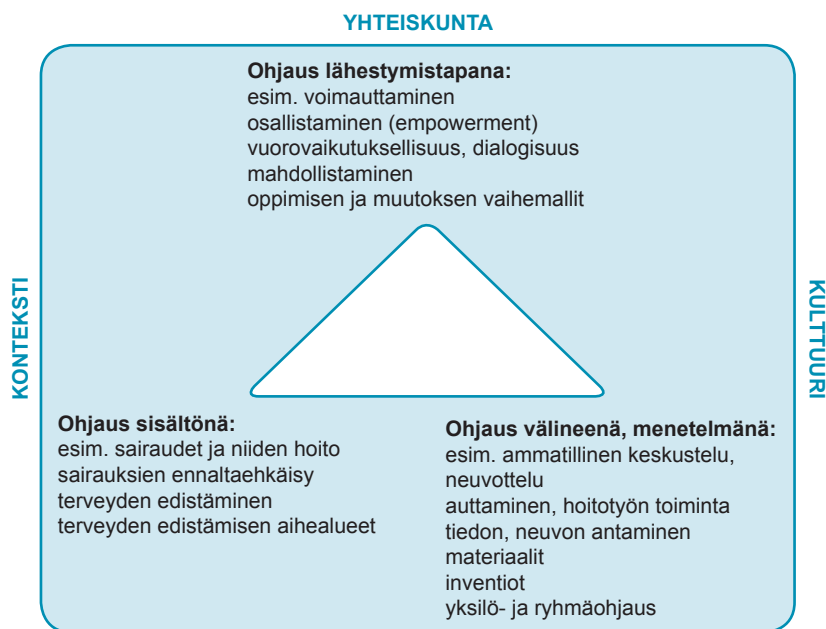 YHTEISKUNTA
Ohjaus lähestymistapana:
esim. voimauttaminen
osallistaminen (empowerment)
vuorovaikutuksellisuus, dialogisuus
mahdollistaminen
oppimisen ja muutoksen vaihemallit
KONTEKSTI
KULTTUURI
Ohjaus sisältönä:
esim. sairaudet ja niiden hoito
sairauksien ennaltaehkäisy
terveyden edistäminen
terveyden edistämisen aihealueet
Ohjaus välineenä, menetelmänä:
esim. ammatillinen keskustelu,
neuvottelu
auttaminen, hoitotyön toiminta
tiedon, neuvon antaminen
materiaalit
inventiot
yksilö- ja ryhmäohjaus